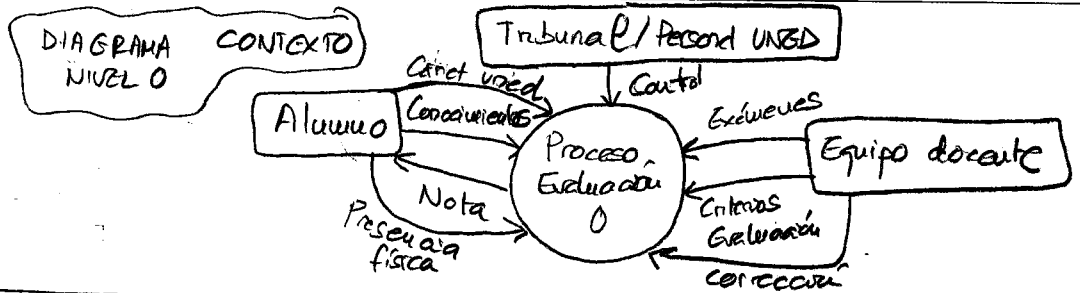 DIAGRAMA CONTEXTO
NIVEL 0
Tribunal/Personal UNED
Carnet uned
Control
Alumno
Conocimientos
Exámenes
Proceso
Evaluación
0
Equipo docente
Nota
Criterios
Evaluación
Presencia
física
corrección